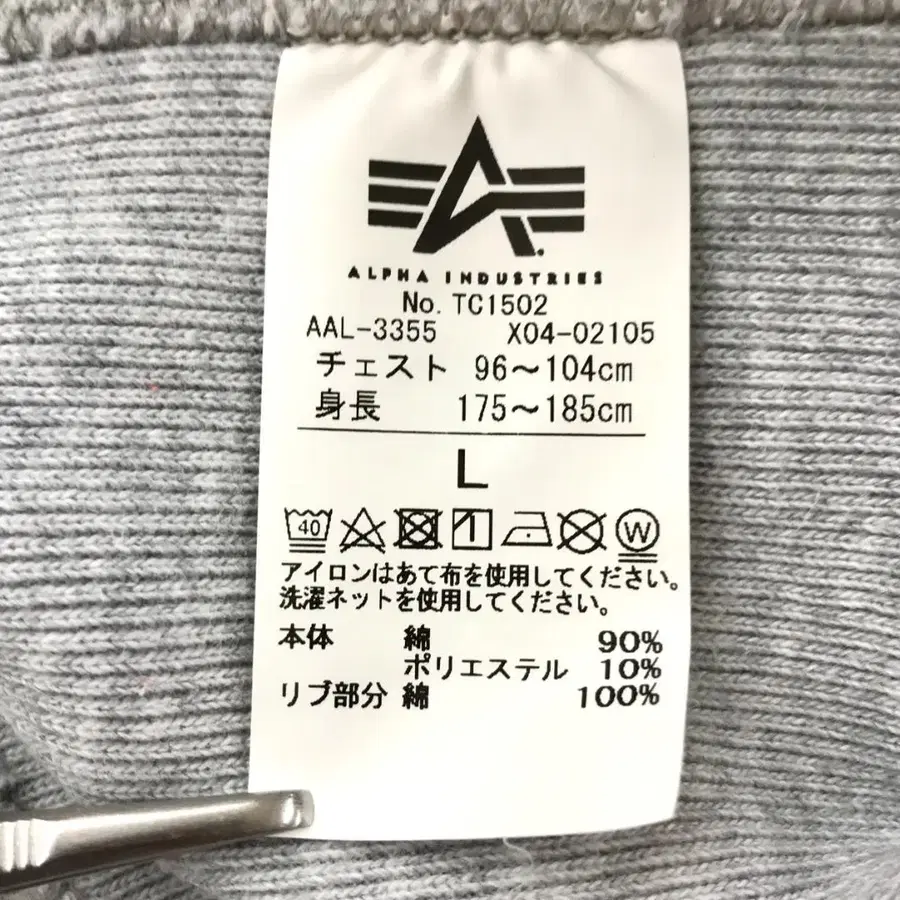 ALPHA INDUSTRIES
No. TC1502
AAL-3355 X04-02105
チェスト 96～104cm
身長 175～185cm
L
40 W
アイロンはあて布を使用してください。
洗濯ネットを使用してください。
本体 綿 90%
ポリエステル 10%
リブ部分 綿 100%